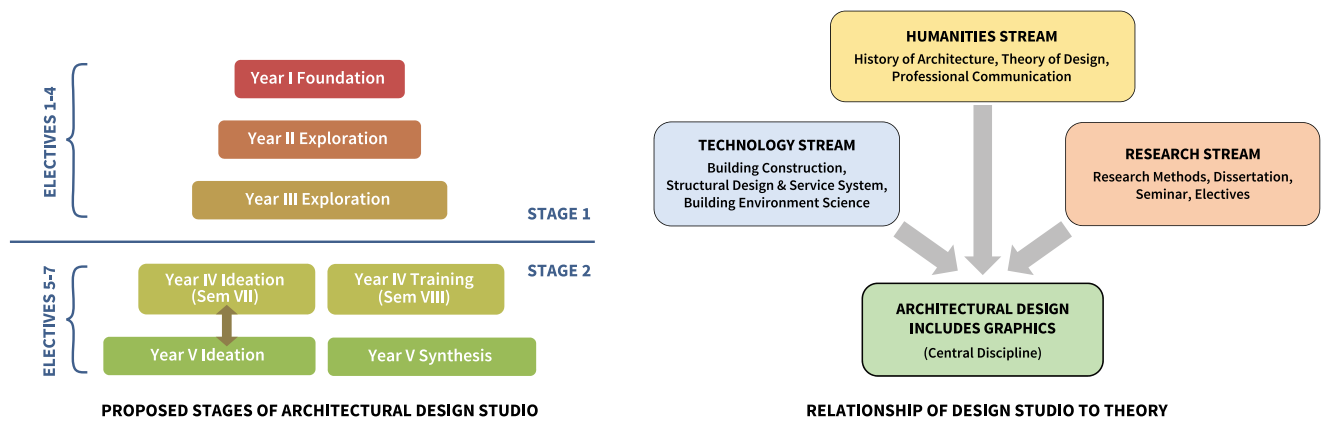 ELECTIVES 1-4
Year I Foundation
Year II Exploration
Year III Exploration
STAGE 1
ELECTIVES 5-7
STAGE 2
Year IV Ideation
(Sem VII)
Year IV Training
(Sem VIII)
Year V Ideation
Year V Synthesis
PROPOSED STAGES OF ARCHITECTURAL DESIGN STUDIO
HUMANITIES STREAM
History of Architecture, Theory of Design,
Professional Communication
TECHNOLOGY STREAM
Building Construction,
Structural Design & Service System,
Building Environment Science
RESEARCH STREAM
Research Methods, Dissertation,
Seminar, Electives
ARCHITECTURAL DESIGN
INCLUDES GRAPHICS
(Central Discipline)
RELATIONSHIP OF DESIGN STUDIO TO THEORY